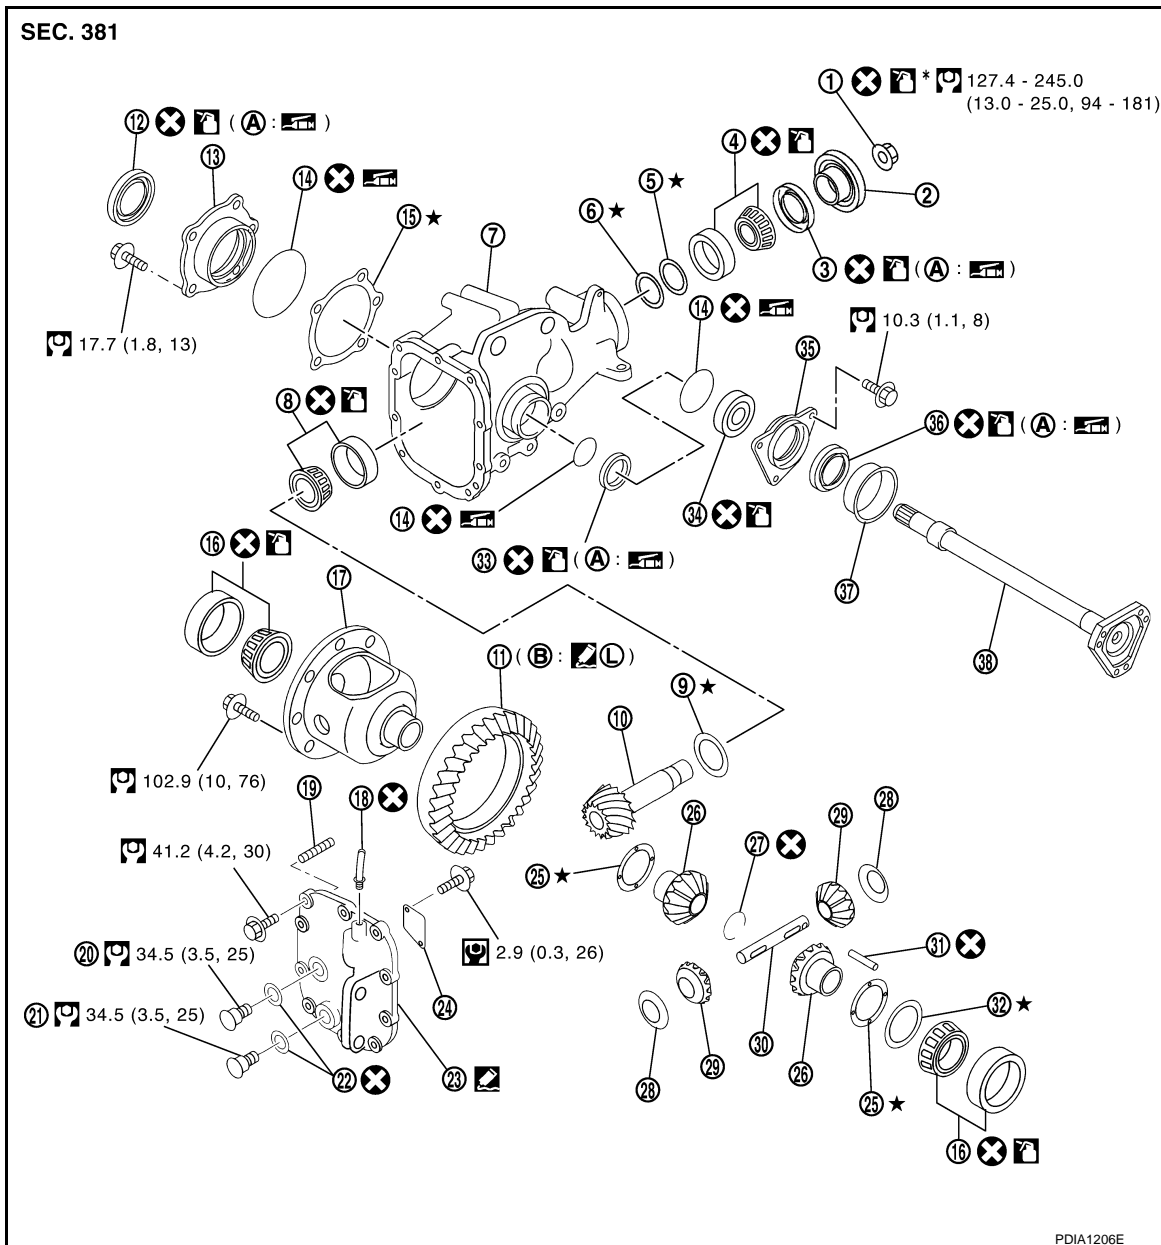 SEC. 381
1 * 127.4 - 245.0
(13.0 - 25.0, 94 - 181)
12 ( A : )
13
4
14
5 ★
2
15 ★
6 ★
7
3 ( A : )
14
10.3 (1.1, 8)
17.7 (1.8, 13)
35
8
36 ( A : )
14
34
16
33 ( A : )
17
37
11 ( B : L )
38
9 ★
10
102.9 (10, 76)
19
18
28
26
29
27
41.2 (4.2, 30)
25 ★
31
20 34.5 (3.5, 25)
2.9 (0.3, 26)
24
32 ★
21 34.5 (3.5, 25)
30
29
26
22
23
28
25 ★
16
PDIA1206E